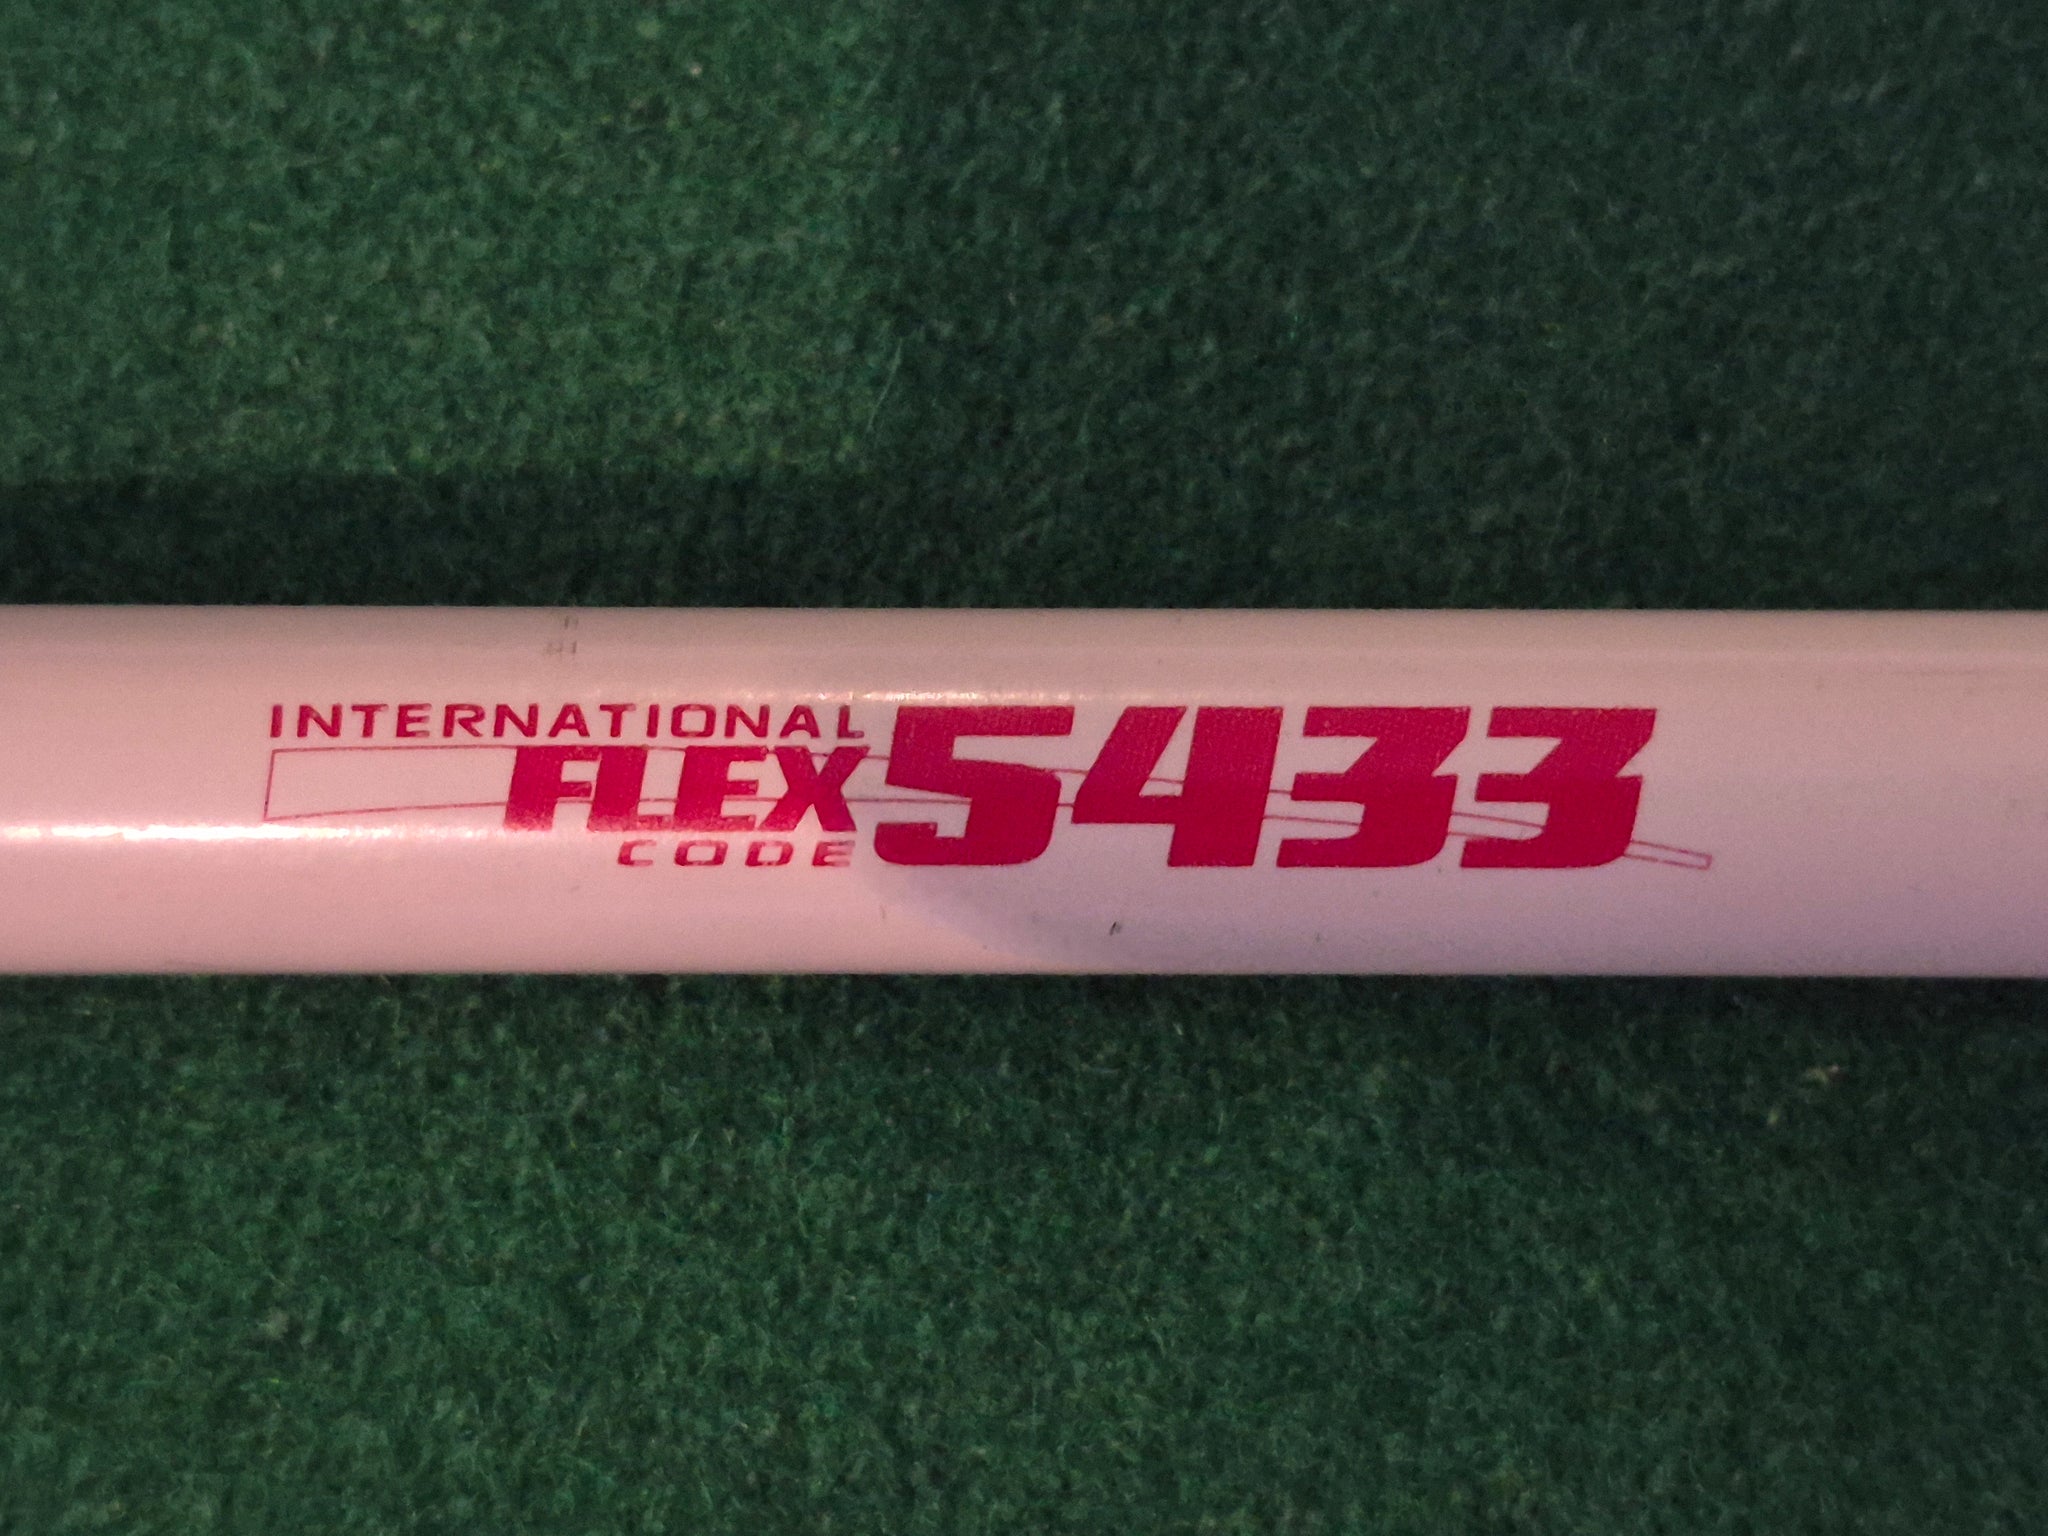 INTERNATIONAL
FLEX 5433
CODE